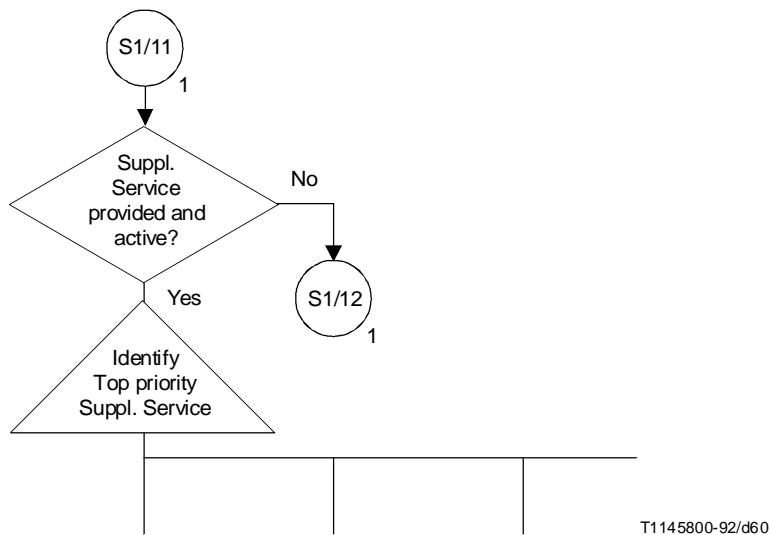 S1/11
1
Suppl.
Service
provided and
active?
No
S1/12
1
Yes
Identify
Top priority
Suppl. Service
T1145800-92/d60